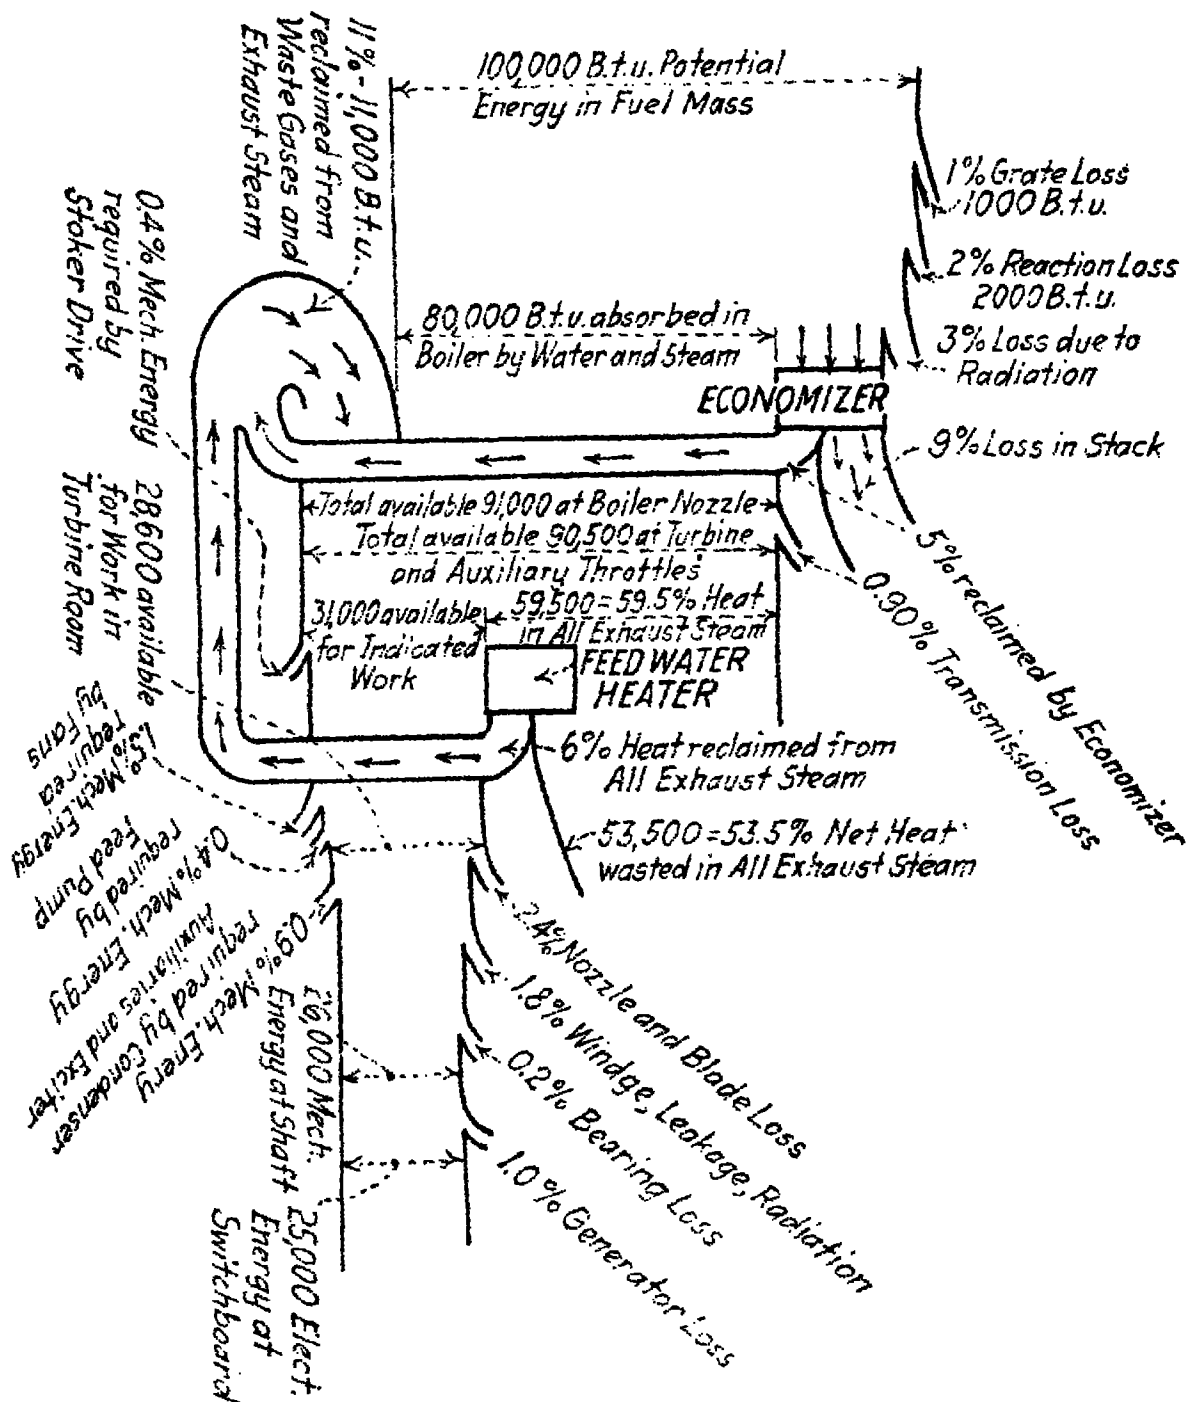 11%-11,000 B.t.u.
reclaimed from
Waste Gases and
Exhaust Steam
100,000 B.t.u. Potential
Energy in Fuel Mass
1% Grate Loss
1000 B.t.u.
2% Reaction Loss
2000 B.t.u.
3% Loss due to
Radiation
0.4% Mech. Energy
required by
Stoker Drive
80,000 B.t.u. absorbed in
Boiler by Water and Steam
ECONOMIZER
9% Loss in Stack
5% reclaimed by Economizer
0.90% Transmission Loss
Total available 91,000 at Boiler Nozzle
Total available 90,500 at Turbine
and Auxiliary Throttles
31,000 available
for Indicated
Work
59,500=59.5% Heat
in All Exhaust Steam
FEED WATER
HEATER
28,600 available
for Work in
Turbine Room
6% Heat reclaimed from
All Exhaust Steam
53,500=53.5% Net Heat
wasted in All Exhaust Steam
1.5% Mech. Energy
required
by Fans
0.4% Mech. Energy
required by
Feed Pump
0.9% Mech. Enery
required by Condenser
Auxiliaries and Exciter
2.4% Nozzle and Blade Loss
1.8% Windge, Leakage, Radiation
0.2% Bearing Loss
1.0% Generator Loss
26,000 Mech.
Energy at Shaft
25,000 Elect.
Energy at
Switchboard